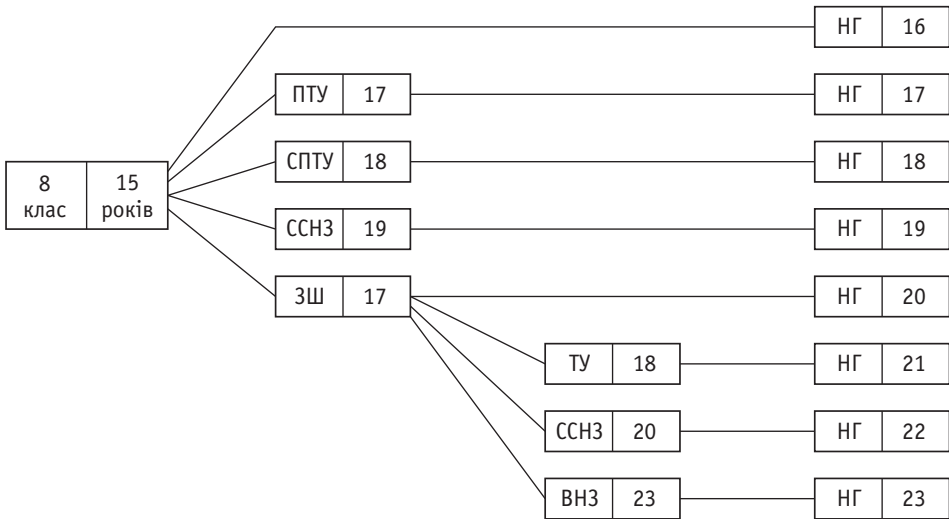 НГ 16
ПТУ 17 НГ 17
8 клас 15 років
СПТУ 18 НГ 18
ССНЗ 19 НГ 19
ЗШ 17 НГ 20
ТУ 18 НГ 21
ССНЗ 20 НГ 22
ВНЗ 23 НГ 23